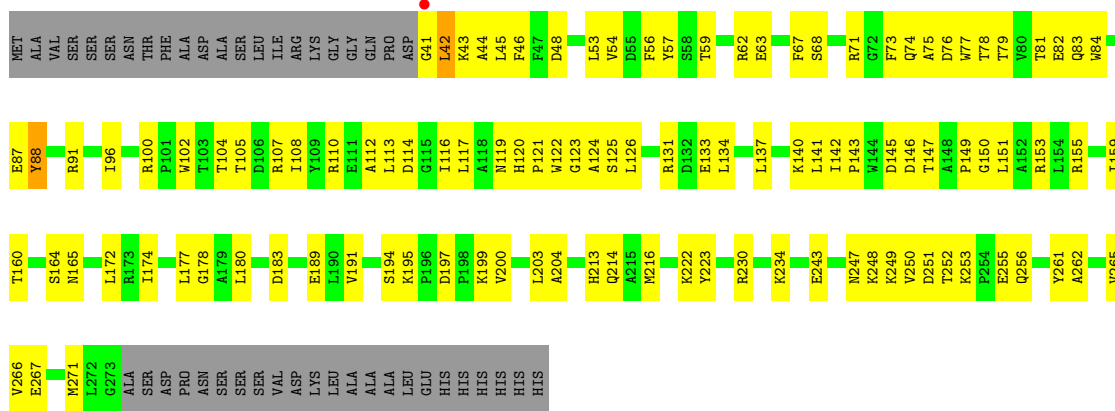 MET ALA VAL SER SER SER ASN THR PHE ALA ASP ALA SER LEU ILE ARG LYS GLY GLY GLN PRO ASP G41 L42 K43 A44 L45 F46 F47 D48 L53 V54 D55 F56 Y57 S58 T59 R62 E63 F67 S68 R71 G72 F73 Q74 A75 D76 W77 T78 T79 V80 T81 E82 Q83 W84
E87 Y88 R91 I96 R100 P101 W102 T103 T104 T105 D106 R107 I108 Y109 R110 E111 A112 L113 D114 G115 I116 L117 A118 N119 H120 P121 W122 G123 A124 S125 L126 R131 D132 E133 L134 L137 K140 L141 I142 P143 W144 D145 D146 T147 A148 P149 G150 L151 A152 R153 L154 R155
T160 S164 N165 L172 R173 I174 L177 G178 A179 L180 D183 E189 L190 V191 S194 K195 P196 D197 P198 K199 V200 L203 A204 H213 Q214 A215 M216 K222 Y223 R230 K234 E243 N247 K248 K249 V250 D251 T252 K253 P254 E255 Q256 Y261 A262
V266 E267 M271 L272 G273 ALA SER ASP PRO ASN SER SER SER VAL ASP LYS LEU ALA ALA ALA LEU GLU HIS HIS HIS HIS HIS HIS